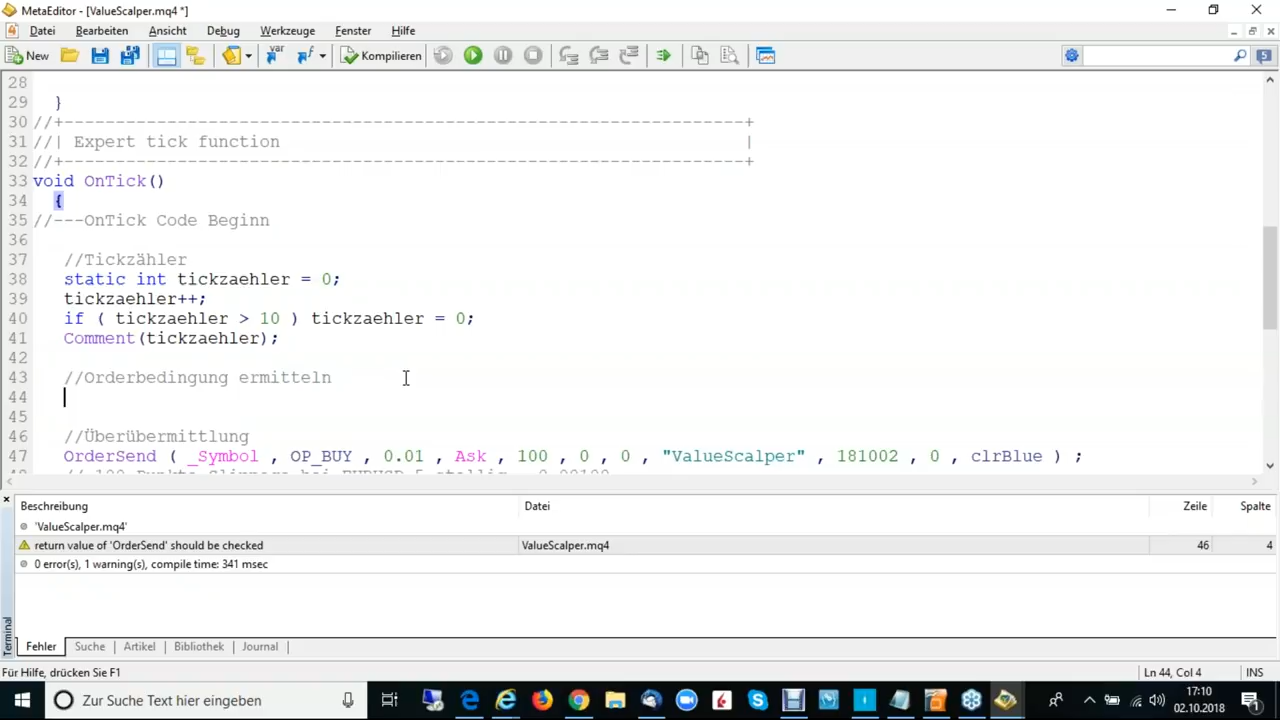 MetaEditor - [ValueScalper.mq4 *]
Datei Bearbeiten Ansicht Debug Werkzeuge Fenster Hilfe
New var Kompilieren 5
28
29 }
30 //+------------------------------------------------------------------+
31 //| Expert tick function |
32 //+------------------------------------------------------------------+
33 void OnTick()
34 {
35 //---OnTick Code Beginn
36
37 //Tickzähler
38 static int tickzaehler = 0;
39 tickzaehler++;
40 if ( tickzaehler > 10 ) tickzaehler = 0;
41 Comment(tickzaehler);
42
43 //Orderbedingung ermitteln
44
45
46 //Überübermittlung
47 OrderSend ( _Symbol , OP_BUY , 0.01 , Ask , 100 , 0 , 0 , "ValueScalper" , 181002 , 0 , clrBlue ) ;
Beschreibung Datei Zeile Spalte
'ValueScalper.mq4'
return value of 'OrderSend' should be checked ValueScalper.mq4 46 4
0 error(s), 1 warning(s), compile time: 341 msec
Terminal
Fehler Suche Artikel Bibliothek Journal
Für Hilfe, drücken Sie F1 Ln 44, Col 4 INS
Zur Suche Text hier eingeben 17:10
02.10.2018